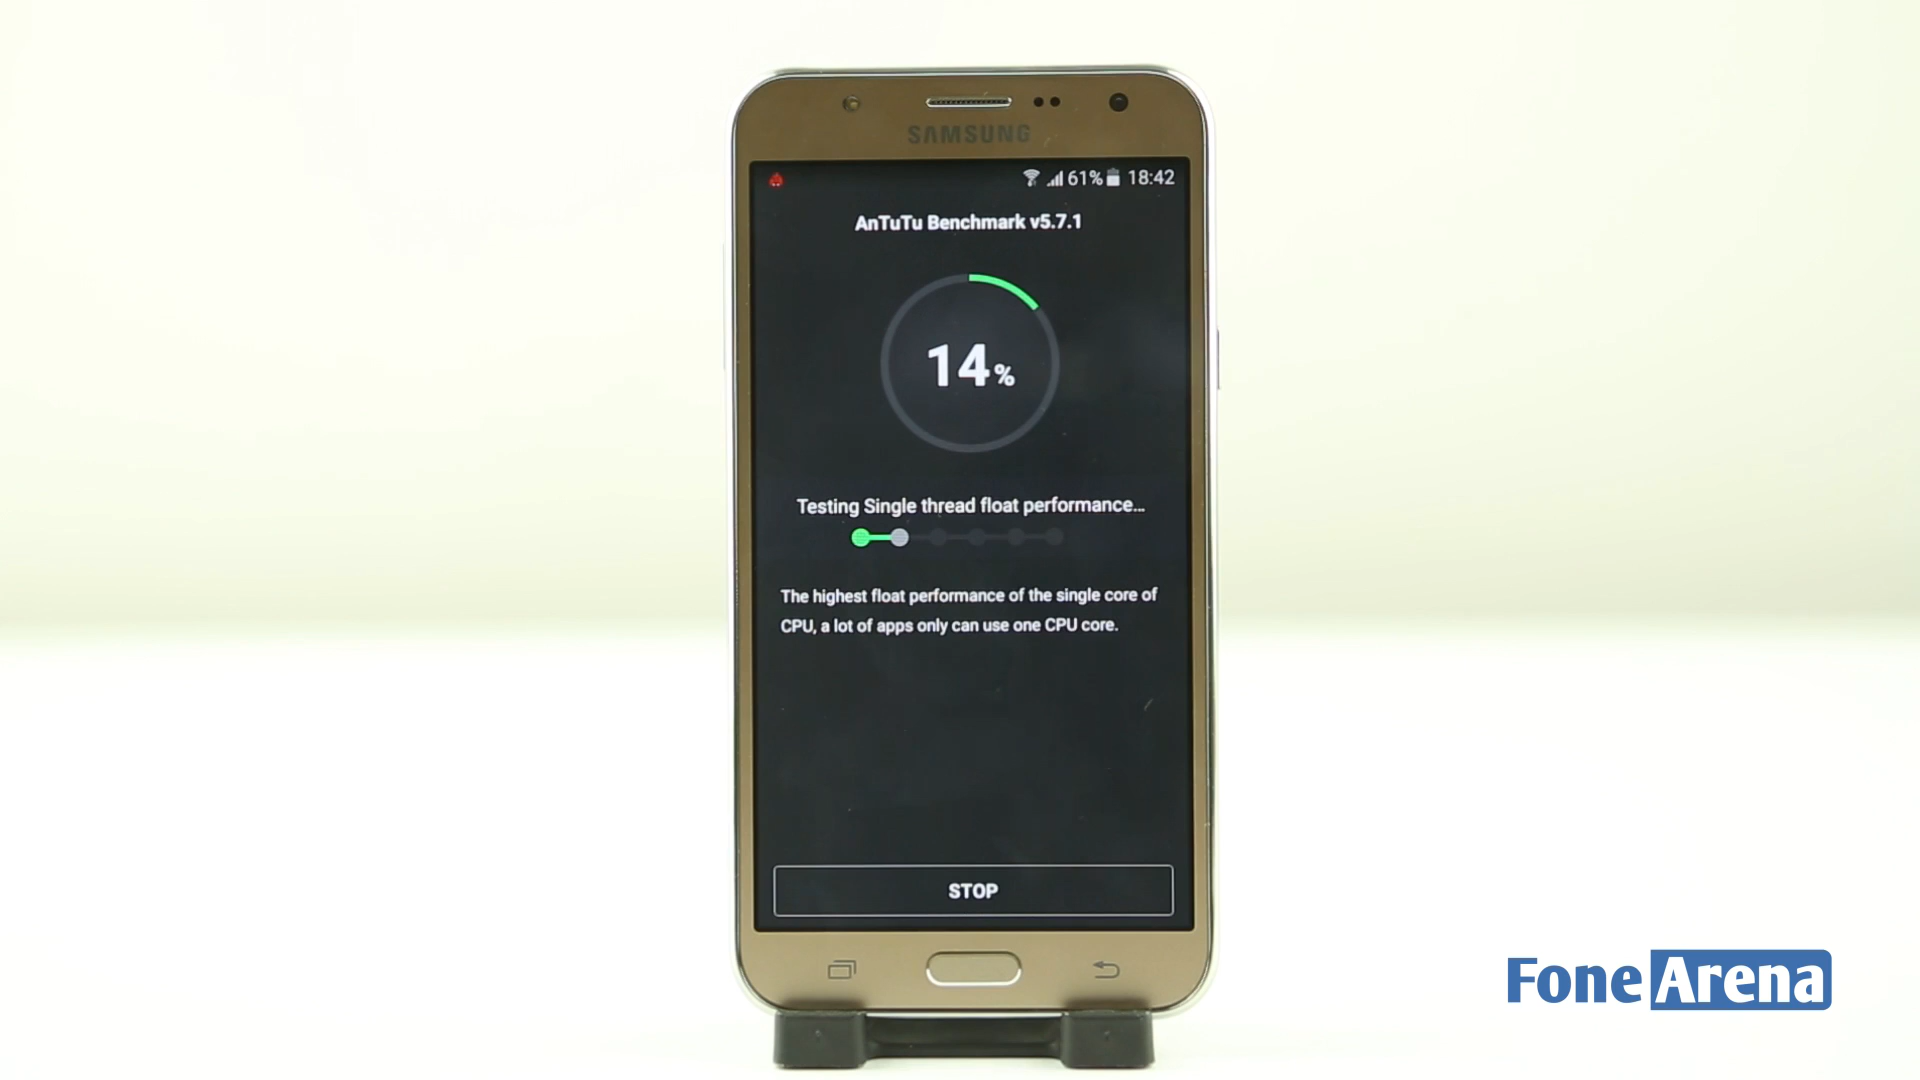 SAMSUNG
61% 18:42
AnTuTu Benchmark v5.7.1
14%
Testing Single thread float performance...
The highest float performance of the single core of
CPU, a lot of apps only can use one CPU core.
STOP
FoneArena